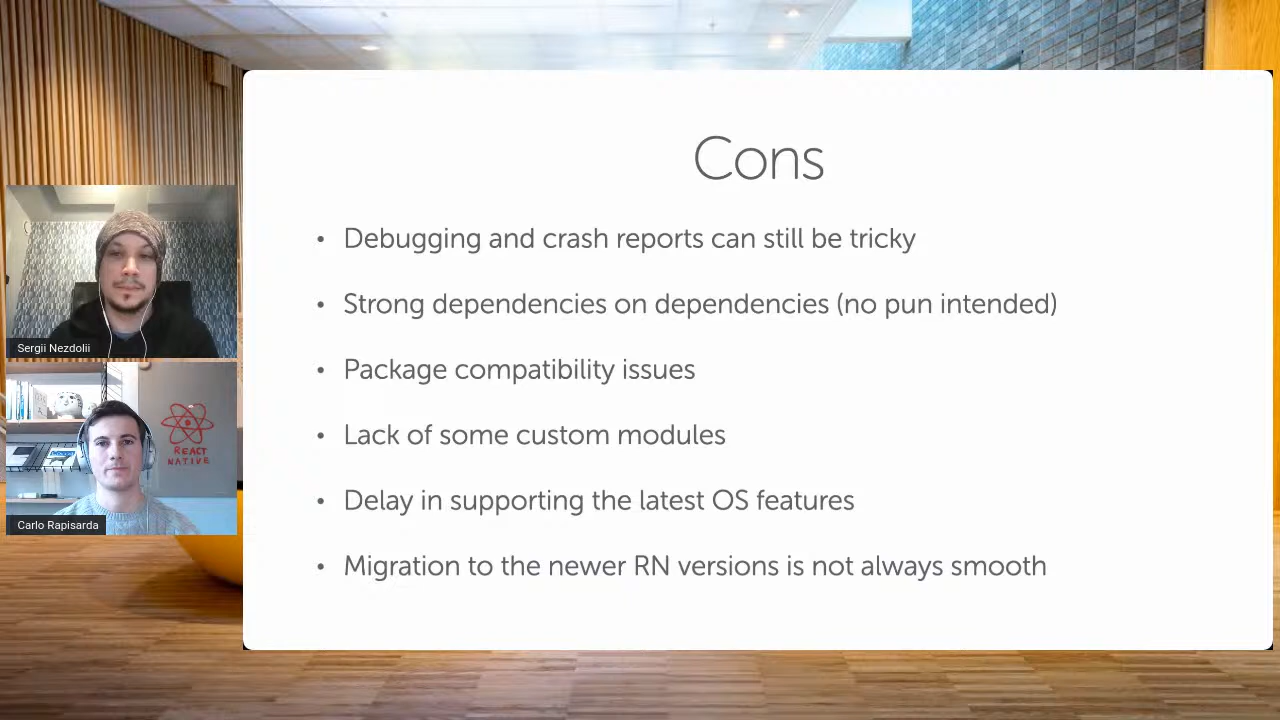 Cons
• Debugging and crash reports can still be tricky
• Strong dependencies on dependencies (no pun intended)
• Package compatibility issues
• Lack of some custom modules
• Delay in supporting the latest OS features
• Migration to the newer RN versions is not always smooth
Sergii Nezdolii
REACT
NATIVE
Carlo Rapisarda